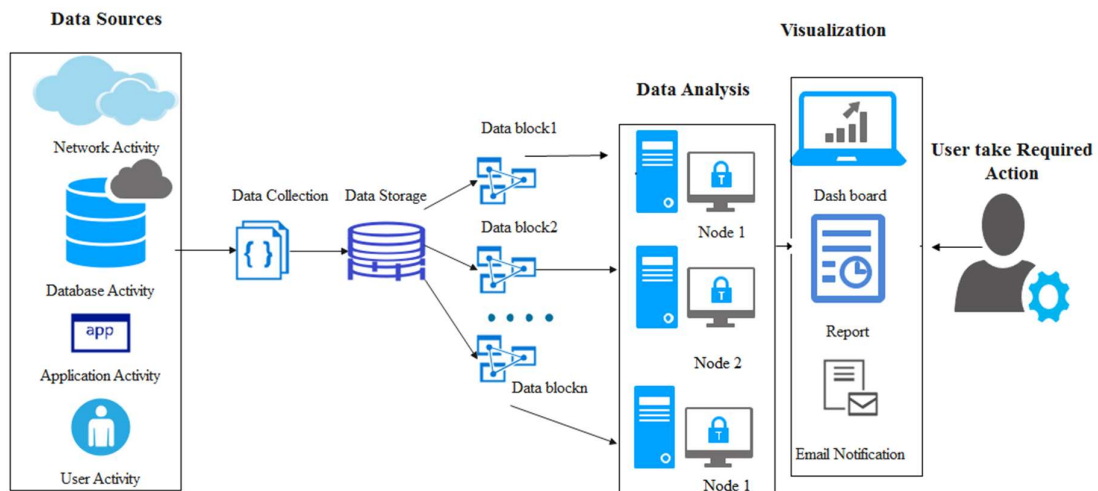 Data Sources
Network Activity
Database Activity
app
Application Activity
User Activity
Data Collection
{ }
Data Storage
Data block1
Data block2
Data blockn
Data Analysis
T
Node 1
T
Node 2
T
Node 1
Visualization
Dash board
Report
Email Notification
User take Required
Action